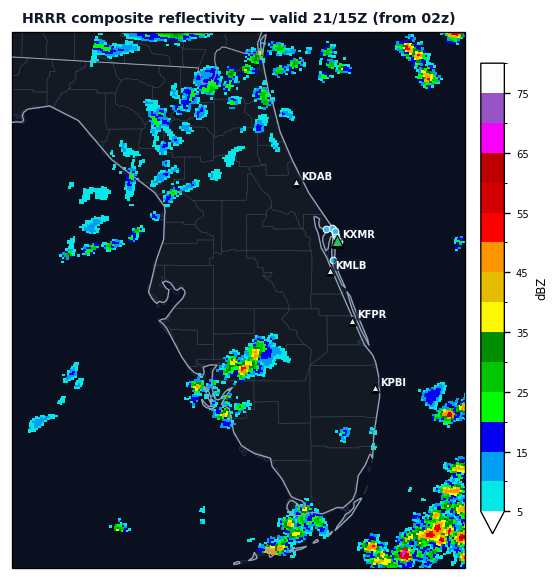 HRRR composite reflectivity — valid 21/15Z (from 02z)
KDAB
KXMR
KMLB
KFPR
KPBI
75
65
55
45
35
25
15
5
dBZ